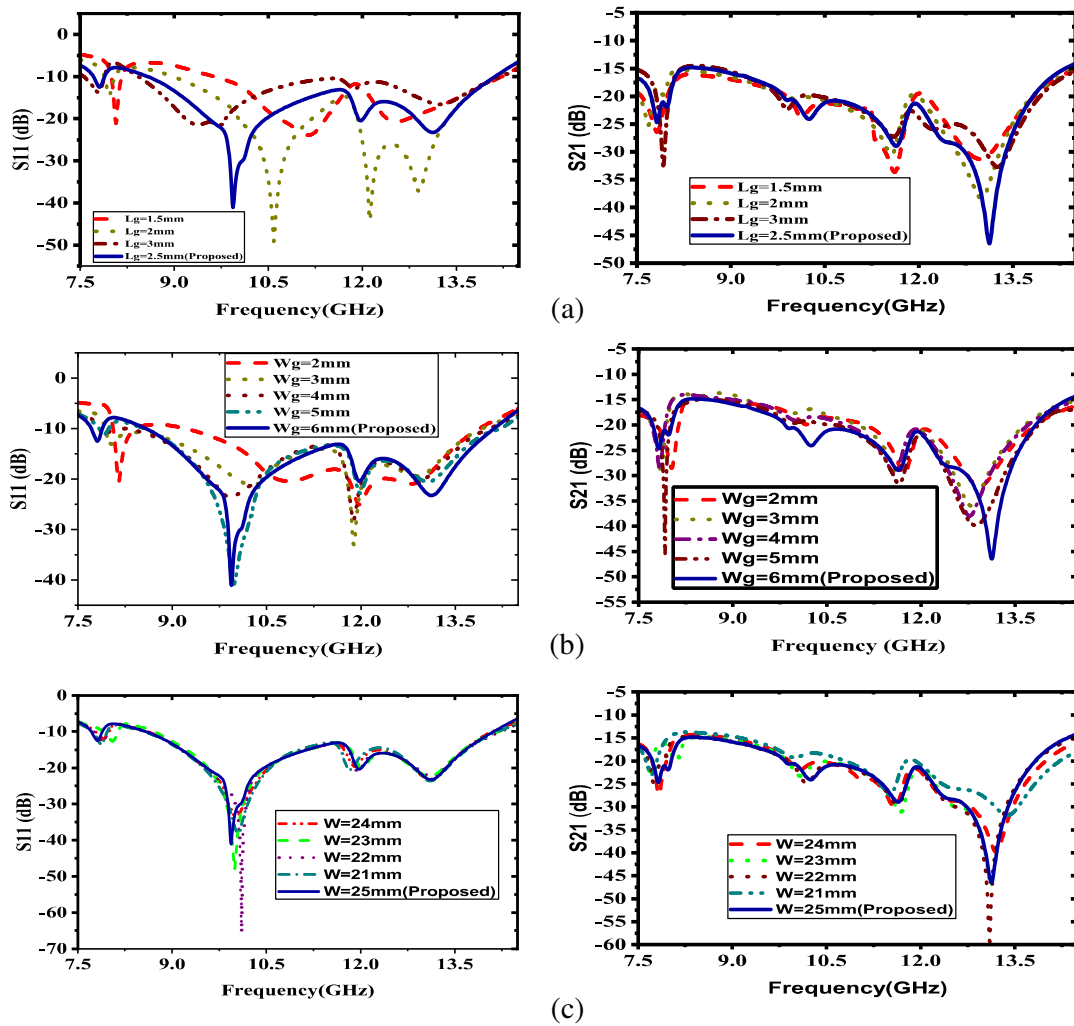 0
-10
-20
-30
-40
-50
S11 (dB)
Lg=1.5mm
Lg=2mm
Lg=3mm
Lg=2.5mm(Proposed)
7.5 9.0 10.5 12.0 13.5
Frequency(GHz)
-5
-10
-15
-20
-25
-30
-35
-40
-45
-50
S21 (dB)
Lg=1.5mm
Lg=2mm
Lg=3mm
Lg=2.5mm(Proposed)
7.5 9.0 10.5 12.0 13.5
Frequency(GHz)
(a)
0
-10
-20
-30
-40
S11 (dB)
Wg=2mm
Wg=3mm
Wg=4mm
Wg=5mm
Wg=6mm(Proposed)
7.5 9.0 10.5 12.0 13.5
Frequency(GHz)
-5
-10
-15
-20
-25
-30
-35
-40
-45
-50
-55
S21 (dB)
Wg=2mm
Wg=3mm
Wg=4mm
Wg=5mm
Wg=6mm(Proposed)
7.5 9.0 10.5 12.0 13.5
Frequency (GHz)
(b)
0
-10
-20
-30
-40
-50
-60
-70
S11 (dB)
W=24mm
W=23mm
W=22mm
W=21mm
W=25mm(Proposed)
7.5 9.0 10.5 12.0 13.5
Frequency(GHz)
-5
-10
-15
-20
-25
-30
-35
-40
-45
-50
-55
-60
S21 (dB)
W=24mm
W=23mm
W=22mm
W=21mm
W=25mm(Proposed)
7.5 9.0 10.5 12.0 13.5
Frequency(GHz)
(c)